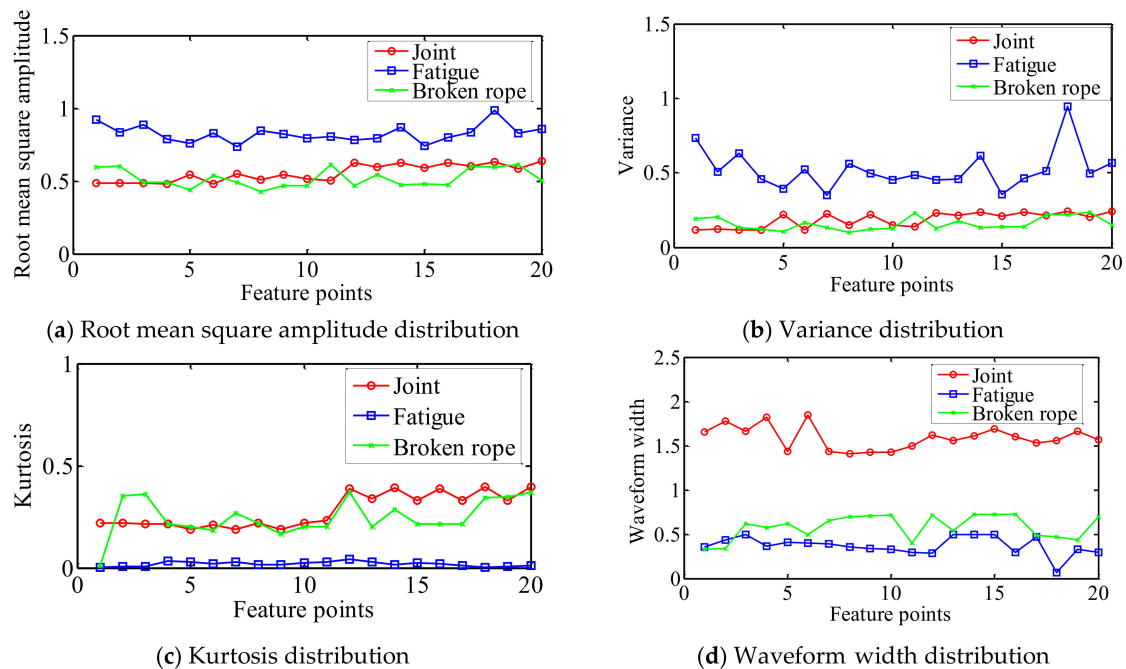 1.5
1
0.5
0
Root mean square amplitude
Joint
Fatigue
Broken rope
0 5 10 15 20
Feature points
(a) Root mean square amplitude distribution
1.5
1
0.5
0
Variance
Joint
Fatigue
Broken rope
0 5 10 15 20
Feature points
(b) Variance distribution
1
0.5
0
Kurtosis
Joint
Fatigue
Broken rope
0 5 10 15 20
Feature points
(c) Kurtosis distribution
2.5
2
1.5
1
0.5
0
Waveform width
Joint
Fatigue
Broken rope
0 5 10 15 20
Feature points
(d) Waveform width distribution